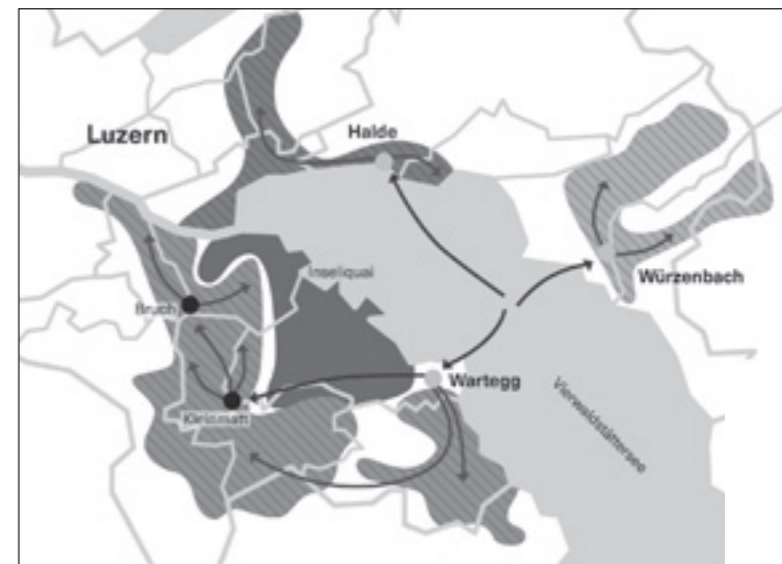 Luzern
Halde
Inseliquai
Würzenbach
Bruch
Wartegg
Kleinmatt
Vierwaldstättersee